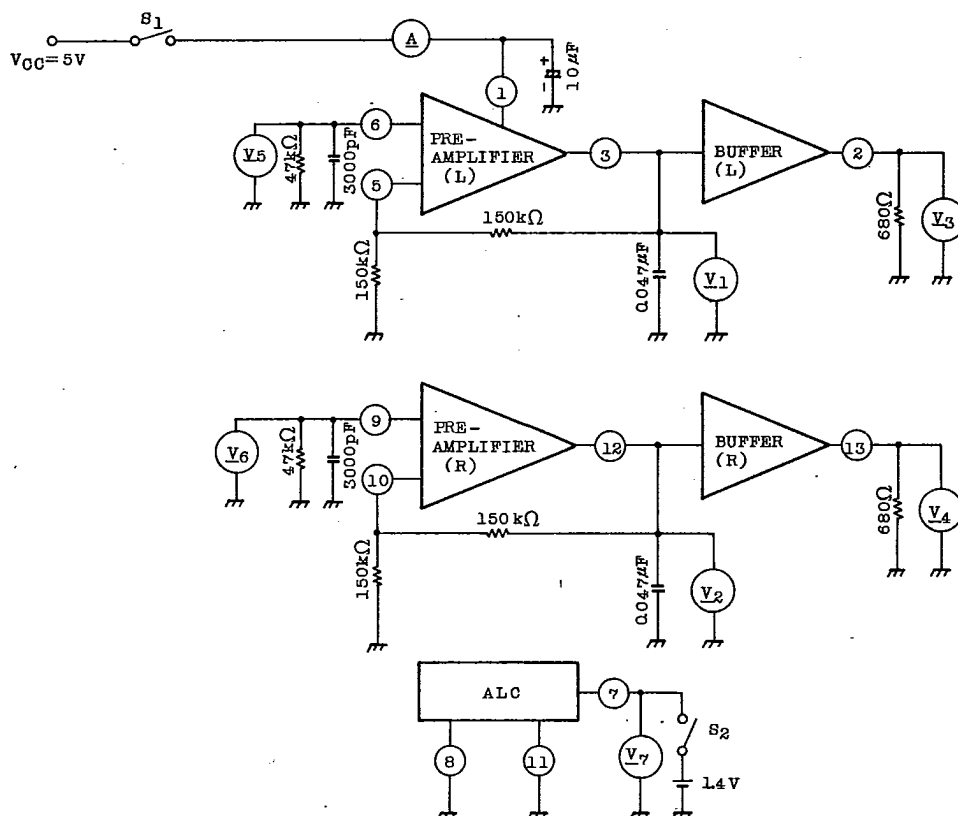 S1
VCC=5V
A
10μF
+
−
1
6
V5
47kΩ
3000pF
5
PRE-
AMPLIFIER
(L)
3
BUFFER
(L)
2
680Ω
V3
150kΩ
150kΩ
0.047μF
V1
9
V6
47kΩ
3000pF
10
PRE-
AMPLIFIER
(R)
12
BUFFER
(R)
13
680Ω
V4
150kΩ
150kΩ
0.047μF
V2
ALC
7
8
11
V7
S2
1.4V